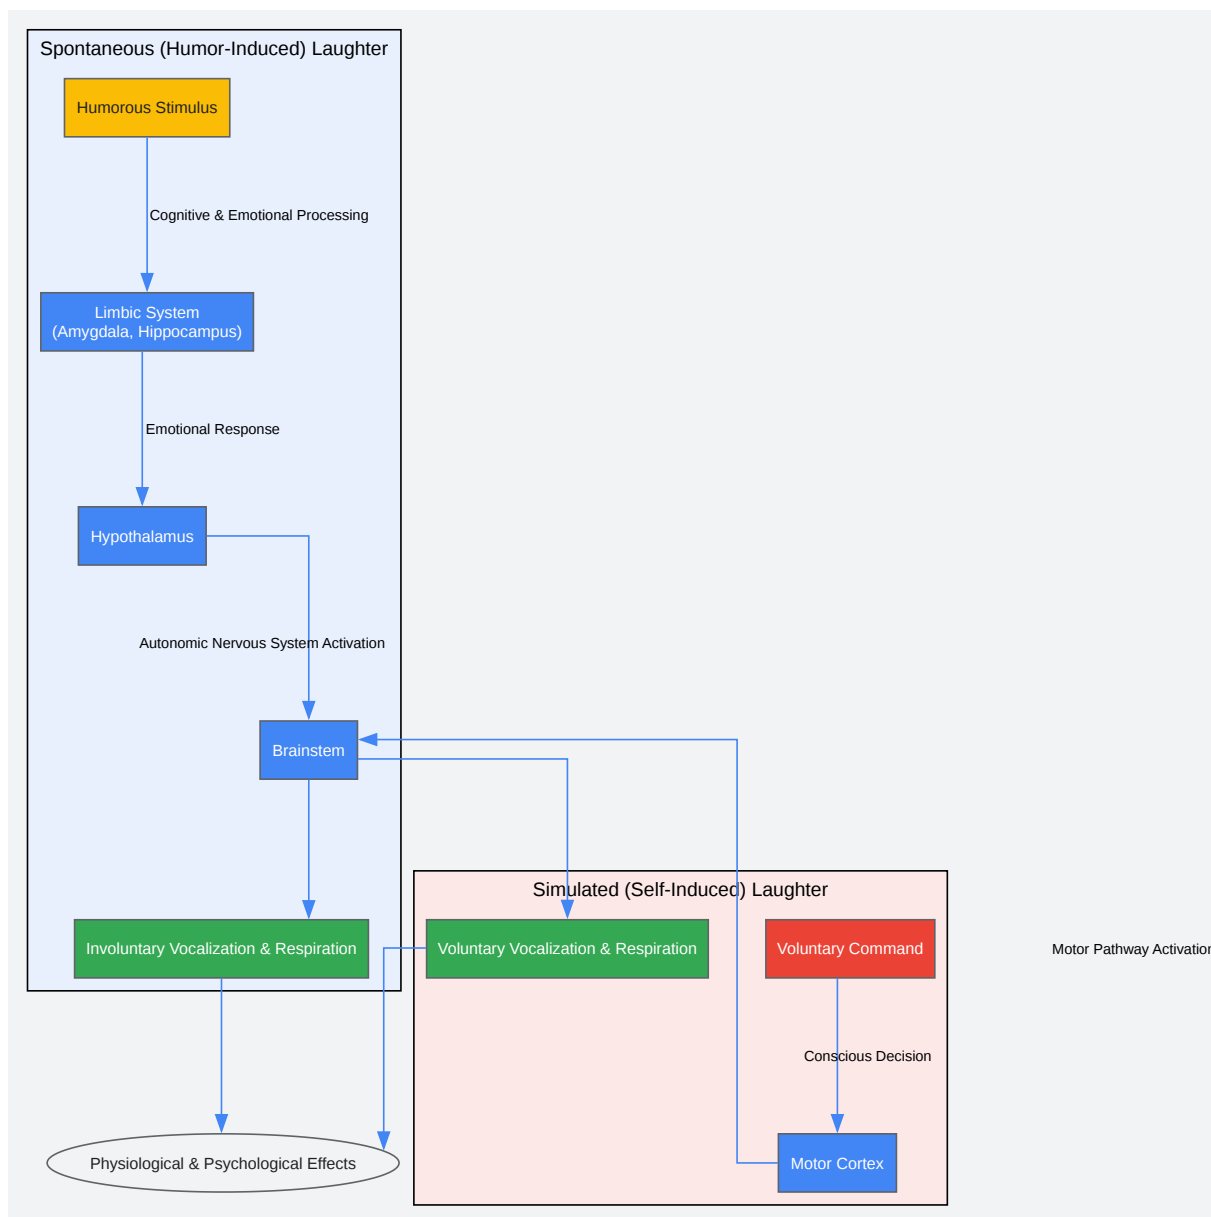 Spontaneous (Humor-Induced) Laughter
Humorous Stimulus
Cognitive & Emotional Processing
Limbic System
(Amygdala, Hippocampus)
Emotional Response
Hypothalamus
Autonomic Nervous System Activation
Brainstem
Simulated (Self-Induced) Laughter
Involuntary Vocalization & Respiration
Voluntary Vocalization & Respiration
Voluntary Command
Motor Pathway Activation
Conscious Decision
Physiological & Psychological Effects
Motor Cortex